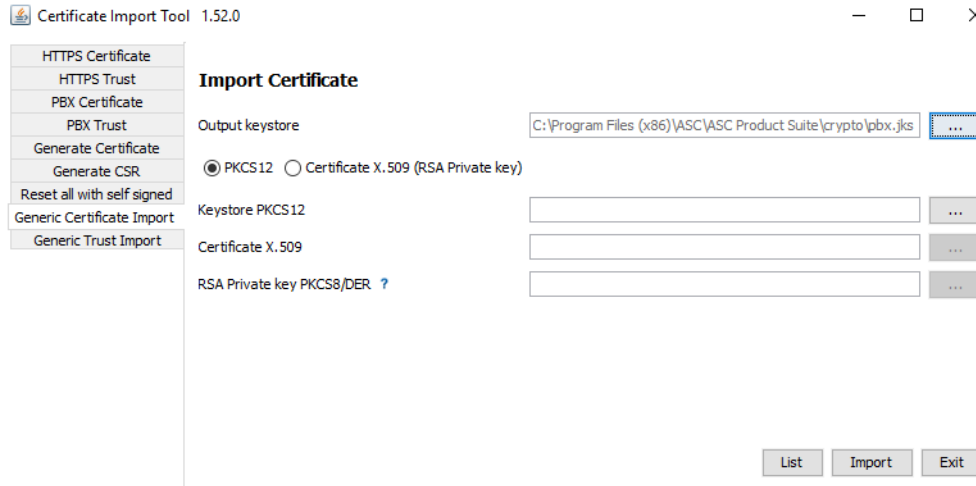 Certificate Import Tool 1.52.0
HTTPS Certificate
HTTPS Trust
PBX Certificate
PBX Trust
Generate Certificate
Generate CSR
Reset all with self signed
Generic Certificate Import
Generic Trust Import
Import Certificate
Output keystore C:\Program Files (x86)\ASC\ASC Product Suite\crypto\pbx.jks ...
PKCS12 Certificate X.509 (RSA Private key)
Keystore PKCS12 ...
Certificate X.509 ...
RSA Private key PKCS8/DER ? ...
List Import Exit